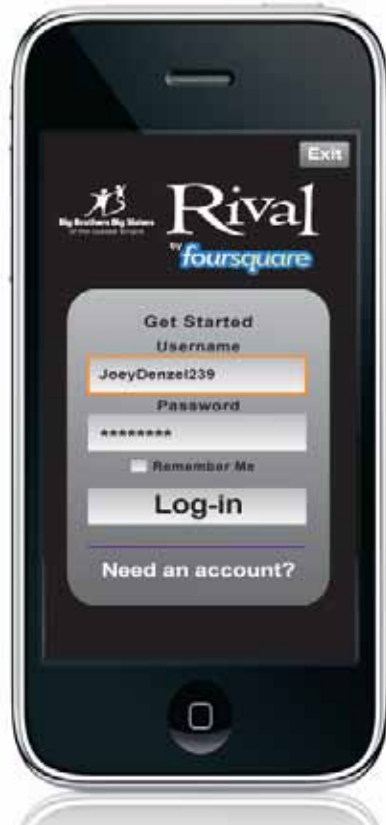 Exit
Big Brothers Big Sisters
Rival
by foursquare
Get Started
Username
JoeyDenzel239
Password
********
Remember Me
Log-in
Need an account?